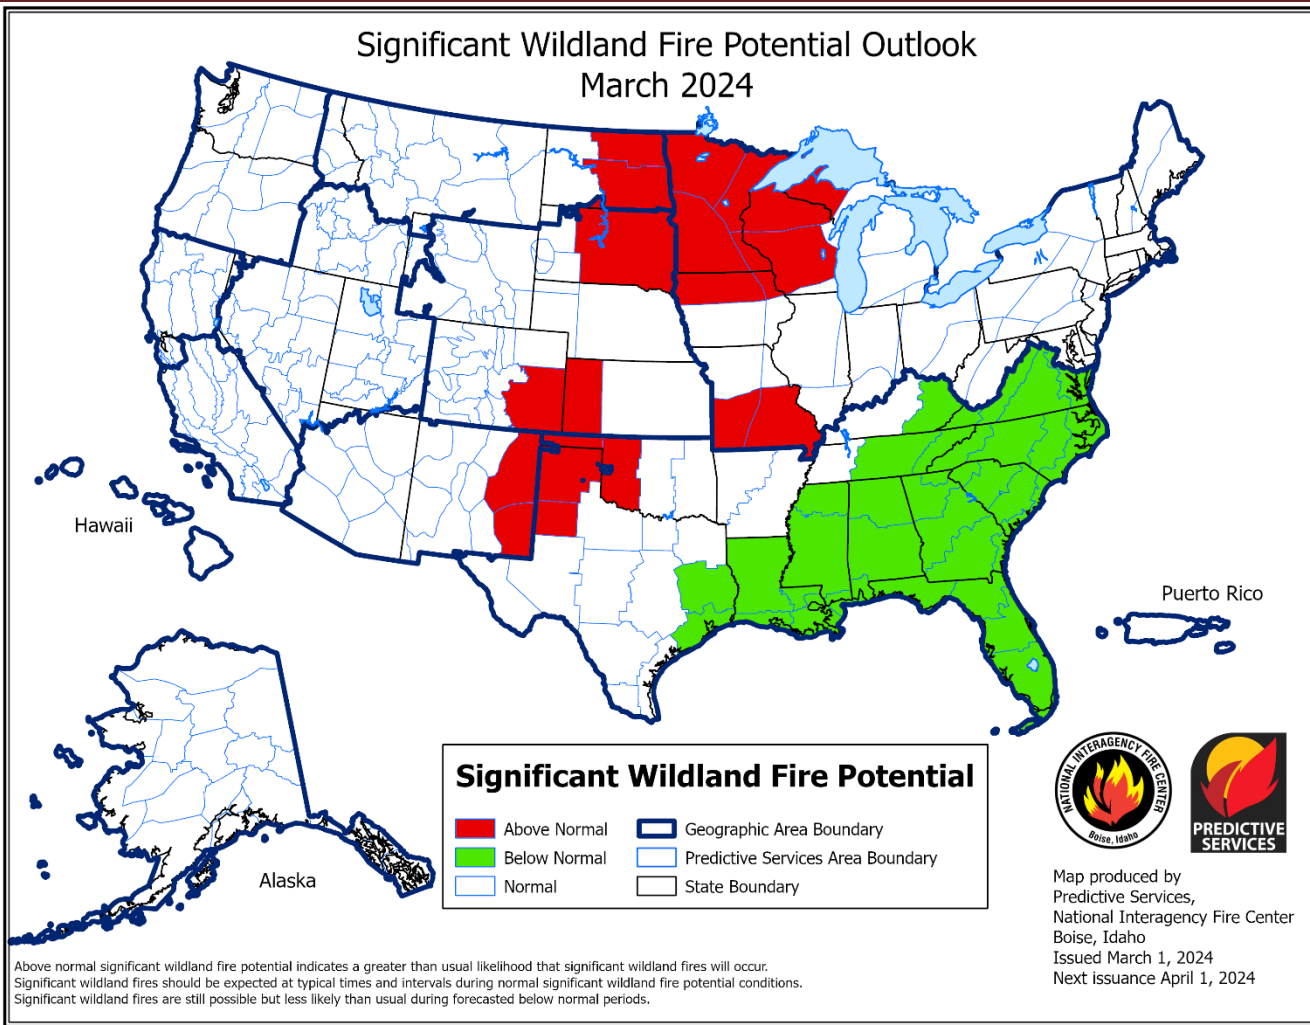 Significant Wildland Fire Potential Outlook
March 2024
Hawaii
Puerto Rico
Alaska
Significant Wildland Fire Potential
Above Normal
Geographic Area Boundary
Below Normal
Predictive Services Area Boundary
Normal
State Boundary
NATIONAL INTERAGENCY FIRE CENTER
Boise, Idaho
PREDICTIVE
SERVICES
Map produced by
Predictive Services,
National Interagency Fire Center
Boise, Idaho
Issued March 1, 2024
Next issuance April 1, 2024
Above normal significant wildland fire potential indicates a greater than usual likelihood that significant wildland fires will occur.
Significant wildland fires should be expected at typical times and intervals during normal significant wildland fire potential conditions.
Significant wildland fires are still possible but less likely than usual during forecasted below normal periods.